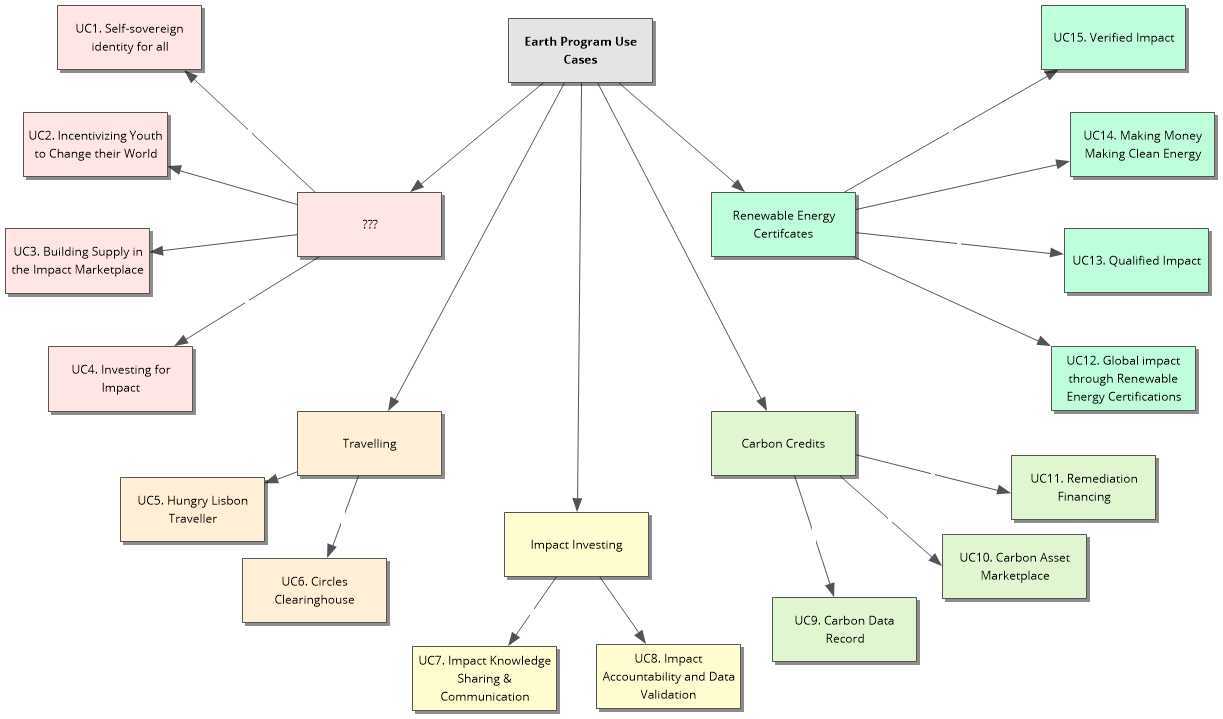 UC1. Self-sovereign
identity for all
Earth Program Use
Cases
UC15. Verified Impact
UC2. Incentivizing Youth
to Change their World
UC14. Making Money
Making Clean Energy
???
Renewable Energy
Certifcates
UC3. Building Supply in
the Impact Marketplace
UC13. Qualified Impact
UC4. Investing for
Impact
UC12. Global impact
through Renewable
Energy Certifications
Travelling
Carbon Credits
UC5. Hungry Lisbon
Traveller
UC11. Remediation
Financing
Impact Investing
UC6. Circles
Clearinghouse
UC10. Carbon Asset
Marketplace
UC9. Carbon Data
Record
UC7. Impact Knowledge
Sharing &
Communication
UC8. Impact
Accountability and Data
Validation